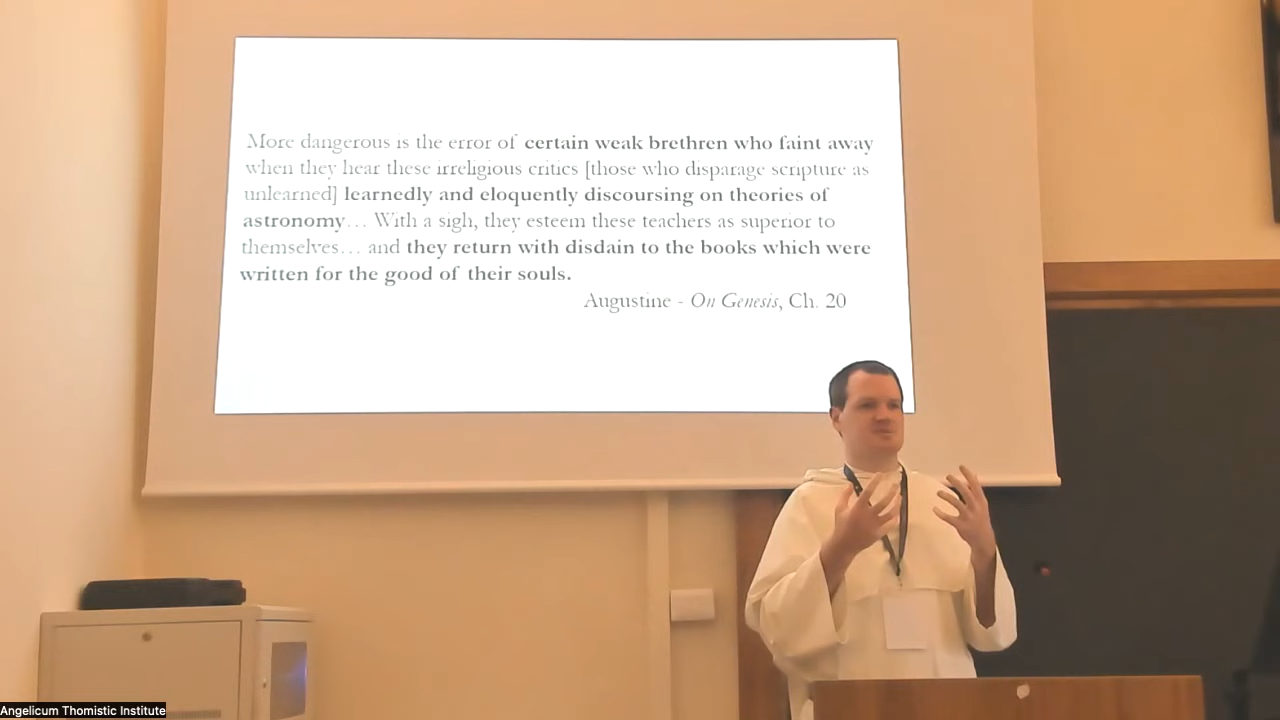 More dangerous is the error of certain weak brethren who faint away
when they hear these irreligious critics [those who disparage scripture as
unlearned] learnedly and eloquently discoursing on theories of
astronomy… With a sigh, they esteem these teachers as superior to
themselves… and they return with disdain to the books which were
written for the good of their souls.
Augustine - On Genesis, Ch. 20
Angelicum Thomistic Institute